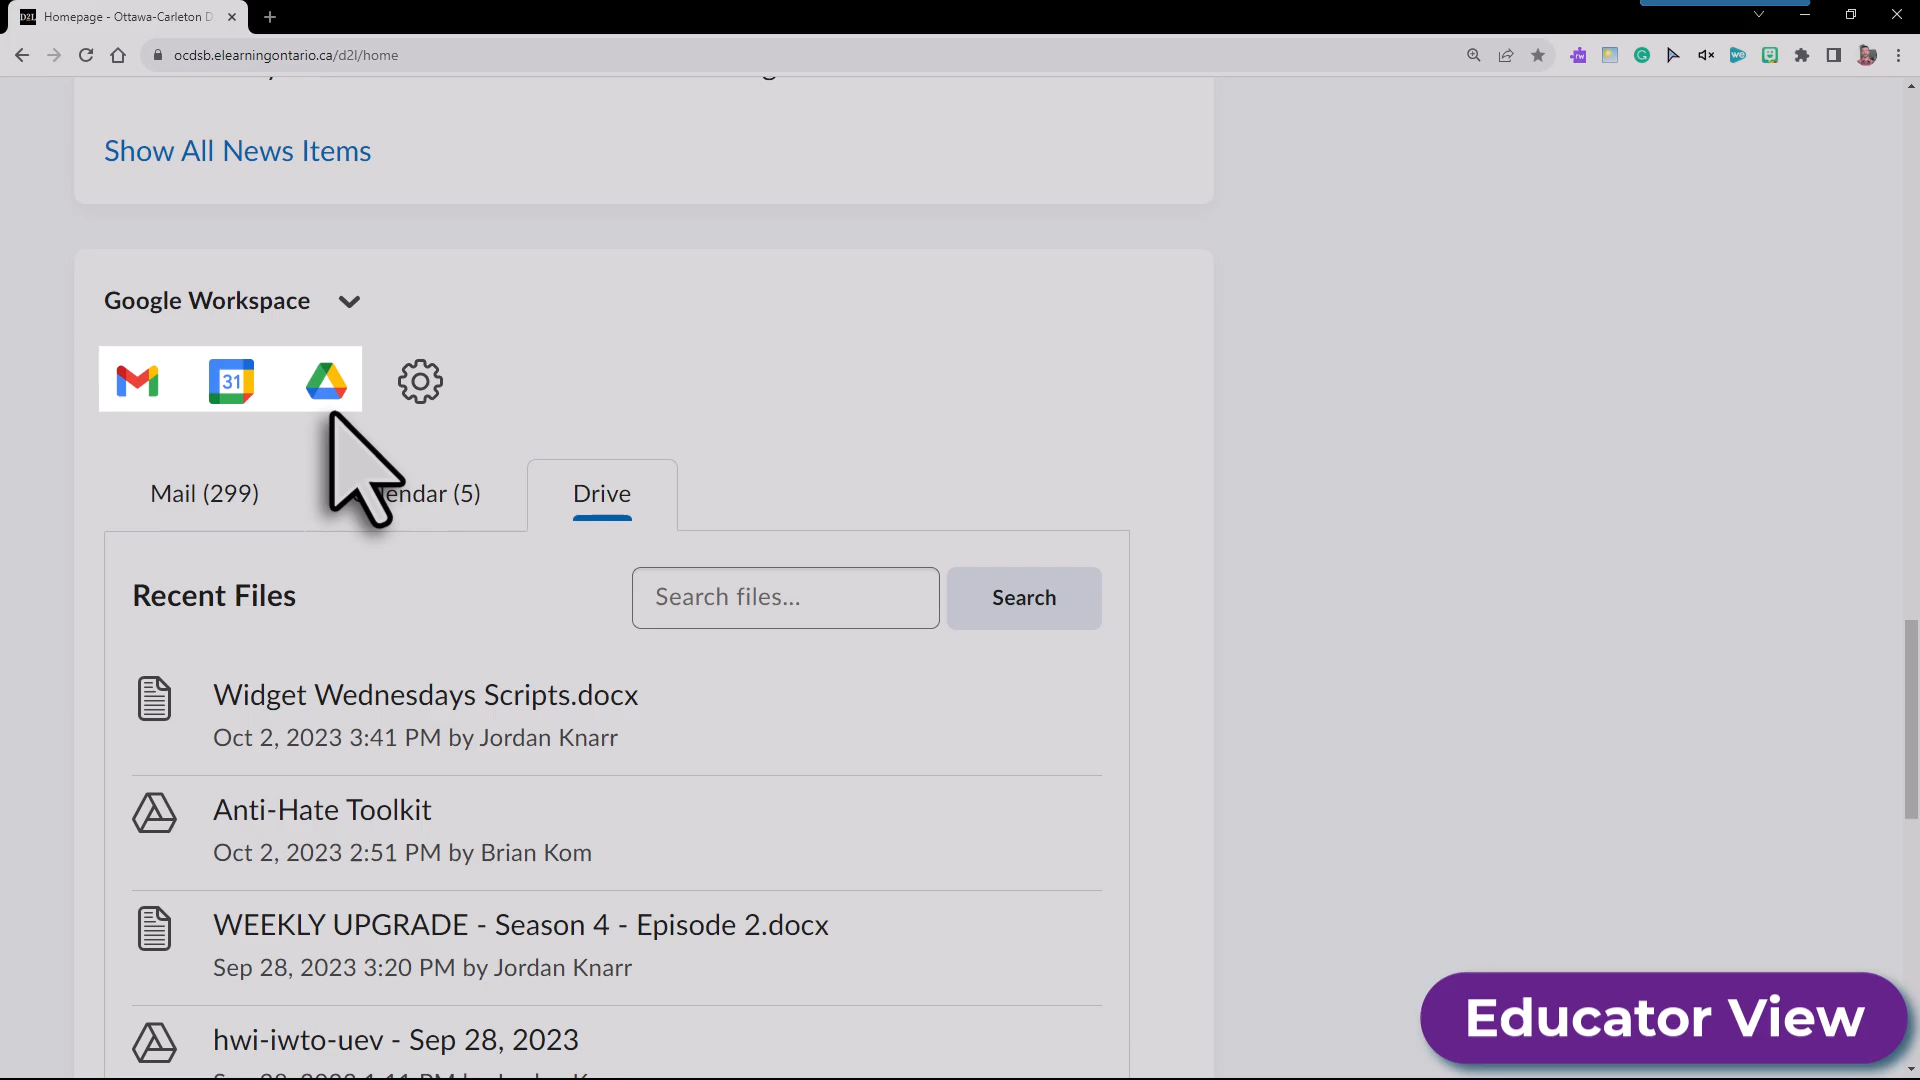 D2L Homepage - Ottawa-Carleton D
ocdsb.elearningontario.ca/d2l/home
Show All News Items
Google Workspace
31
Mail (299)
endar (5)
Drive
Recent Files
Search files...
Search
Widget Wednesdays Scripts.docx
Oct 2, 2023 3:41 PM by Jordan Knarr
Anti-Hate Toolkit
Oct 2, 2023 2:51 PM by Brian Kom
WEEKLY UPGRADE - Season 4 - Episode 2.docx
Sep 28, 2023 3:20 PM by Jordan Knarr
hwi-iwto-uev - Sep 28, 2023
Educator View